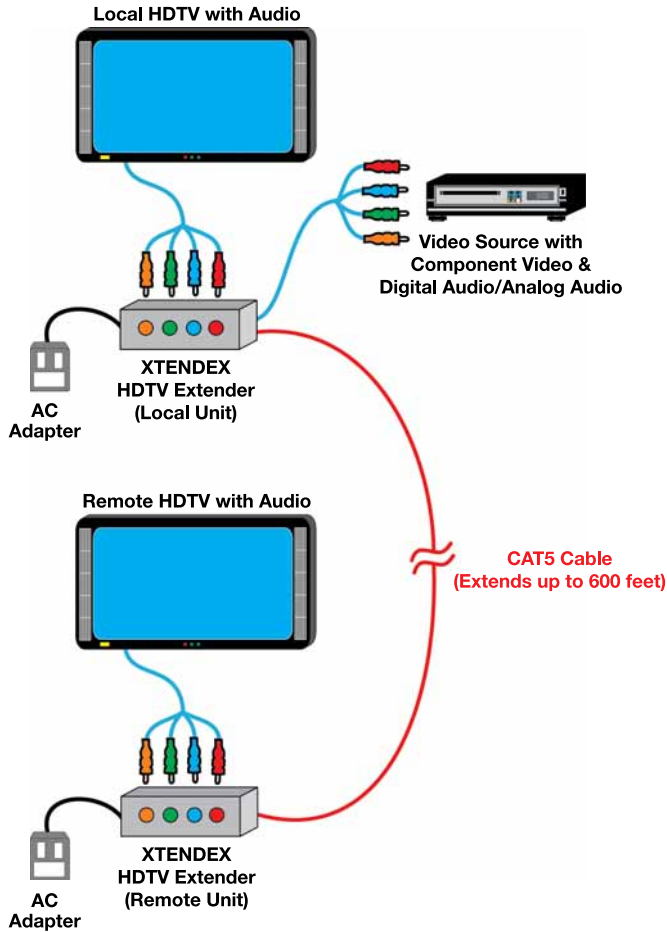 Local HDTV with Audio
Video Source with
Component Video &
Digital Audio/Analog Audio
XTENDEX
HDTV Extender
(Local Unit)
AC
Adapter
Remote HDTV with Audio
CAT5 Cable
(Extends up to 600 feet)
XTENDEX
HDTV Extender
(Remote Unit)
AC
Adapter